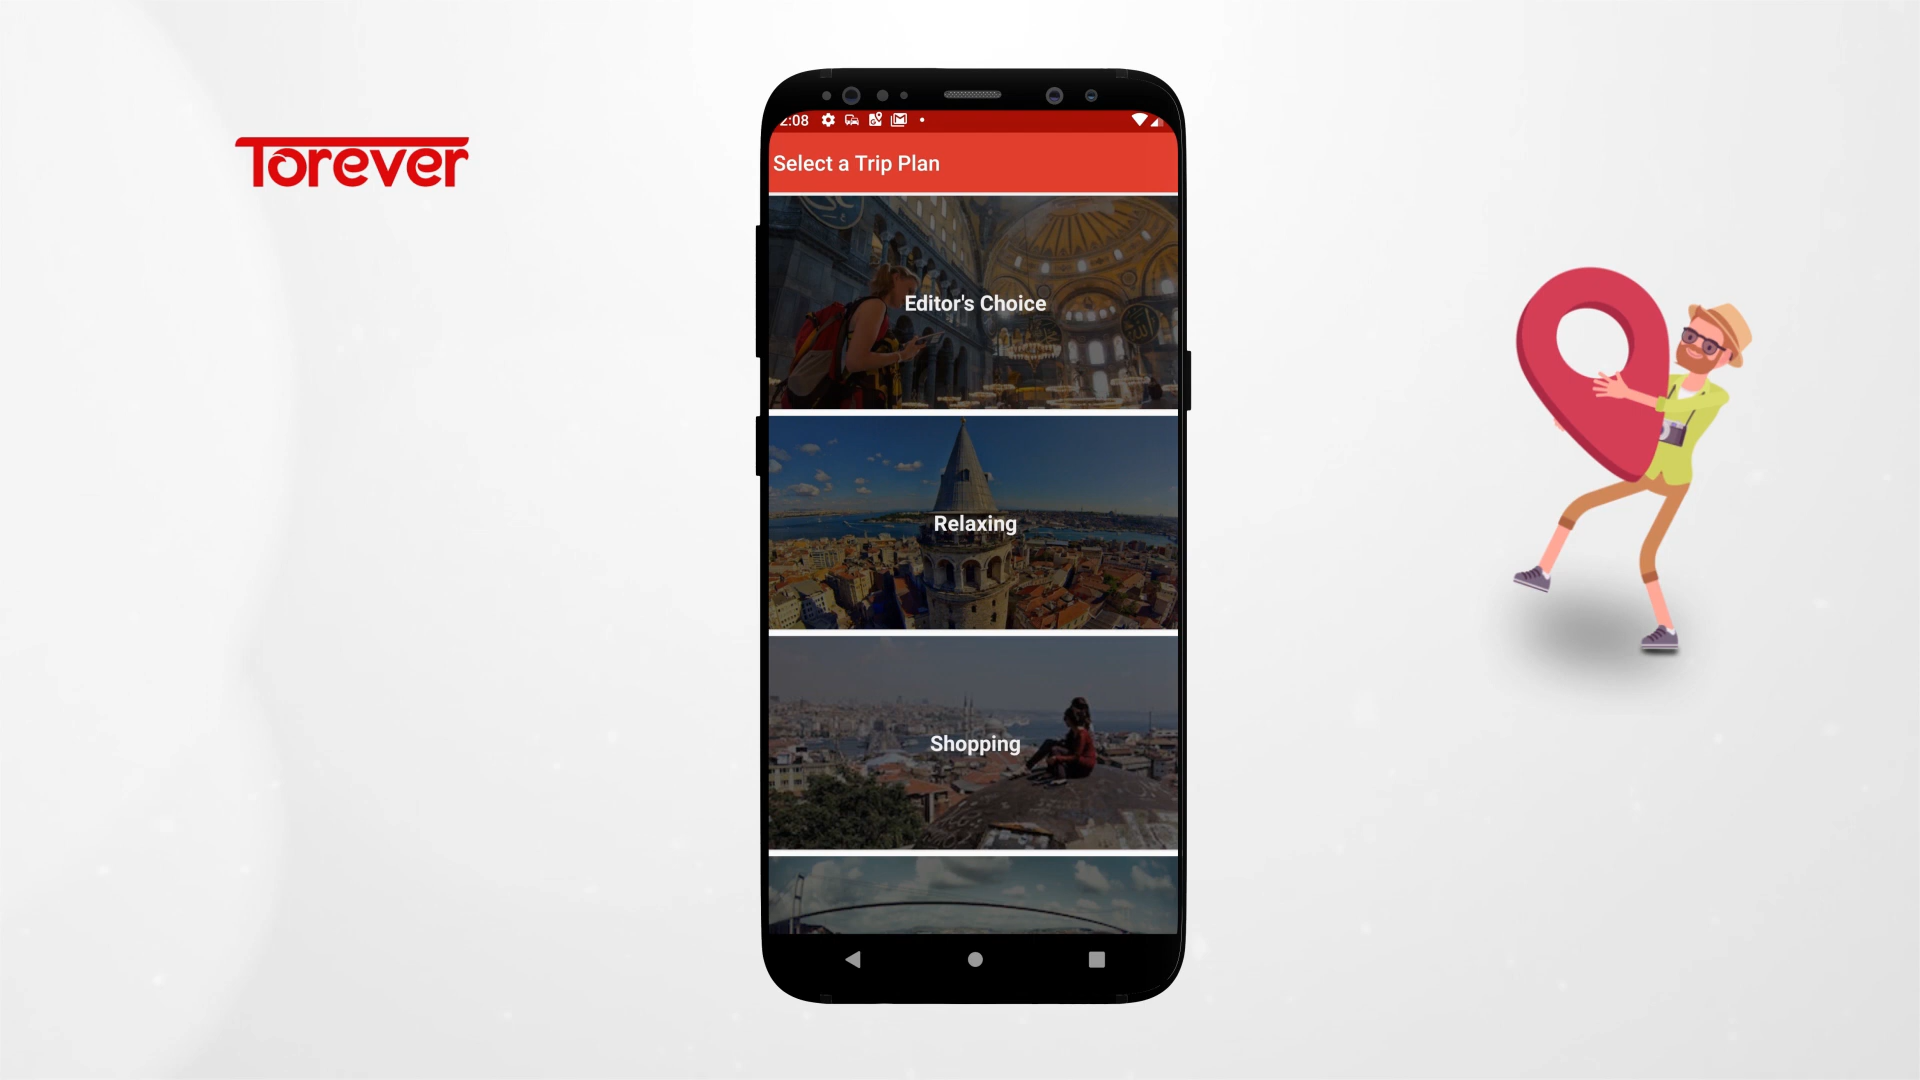 Torever
2:08
Select a Trip Plan
Editor's Choice
Relaxing
Shopping